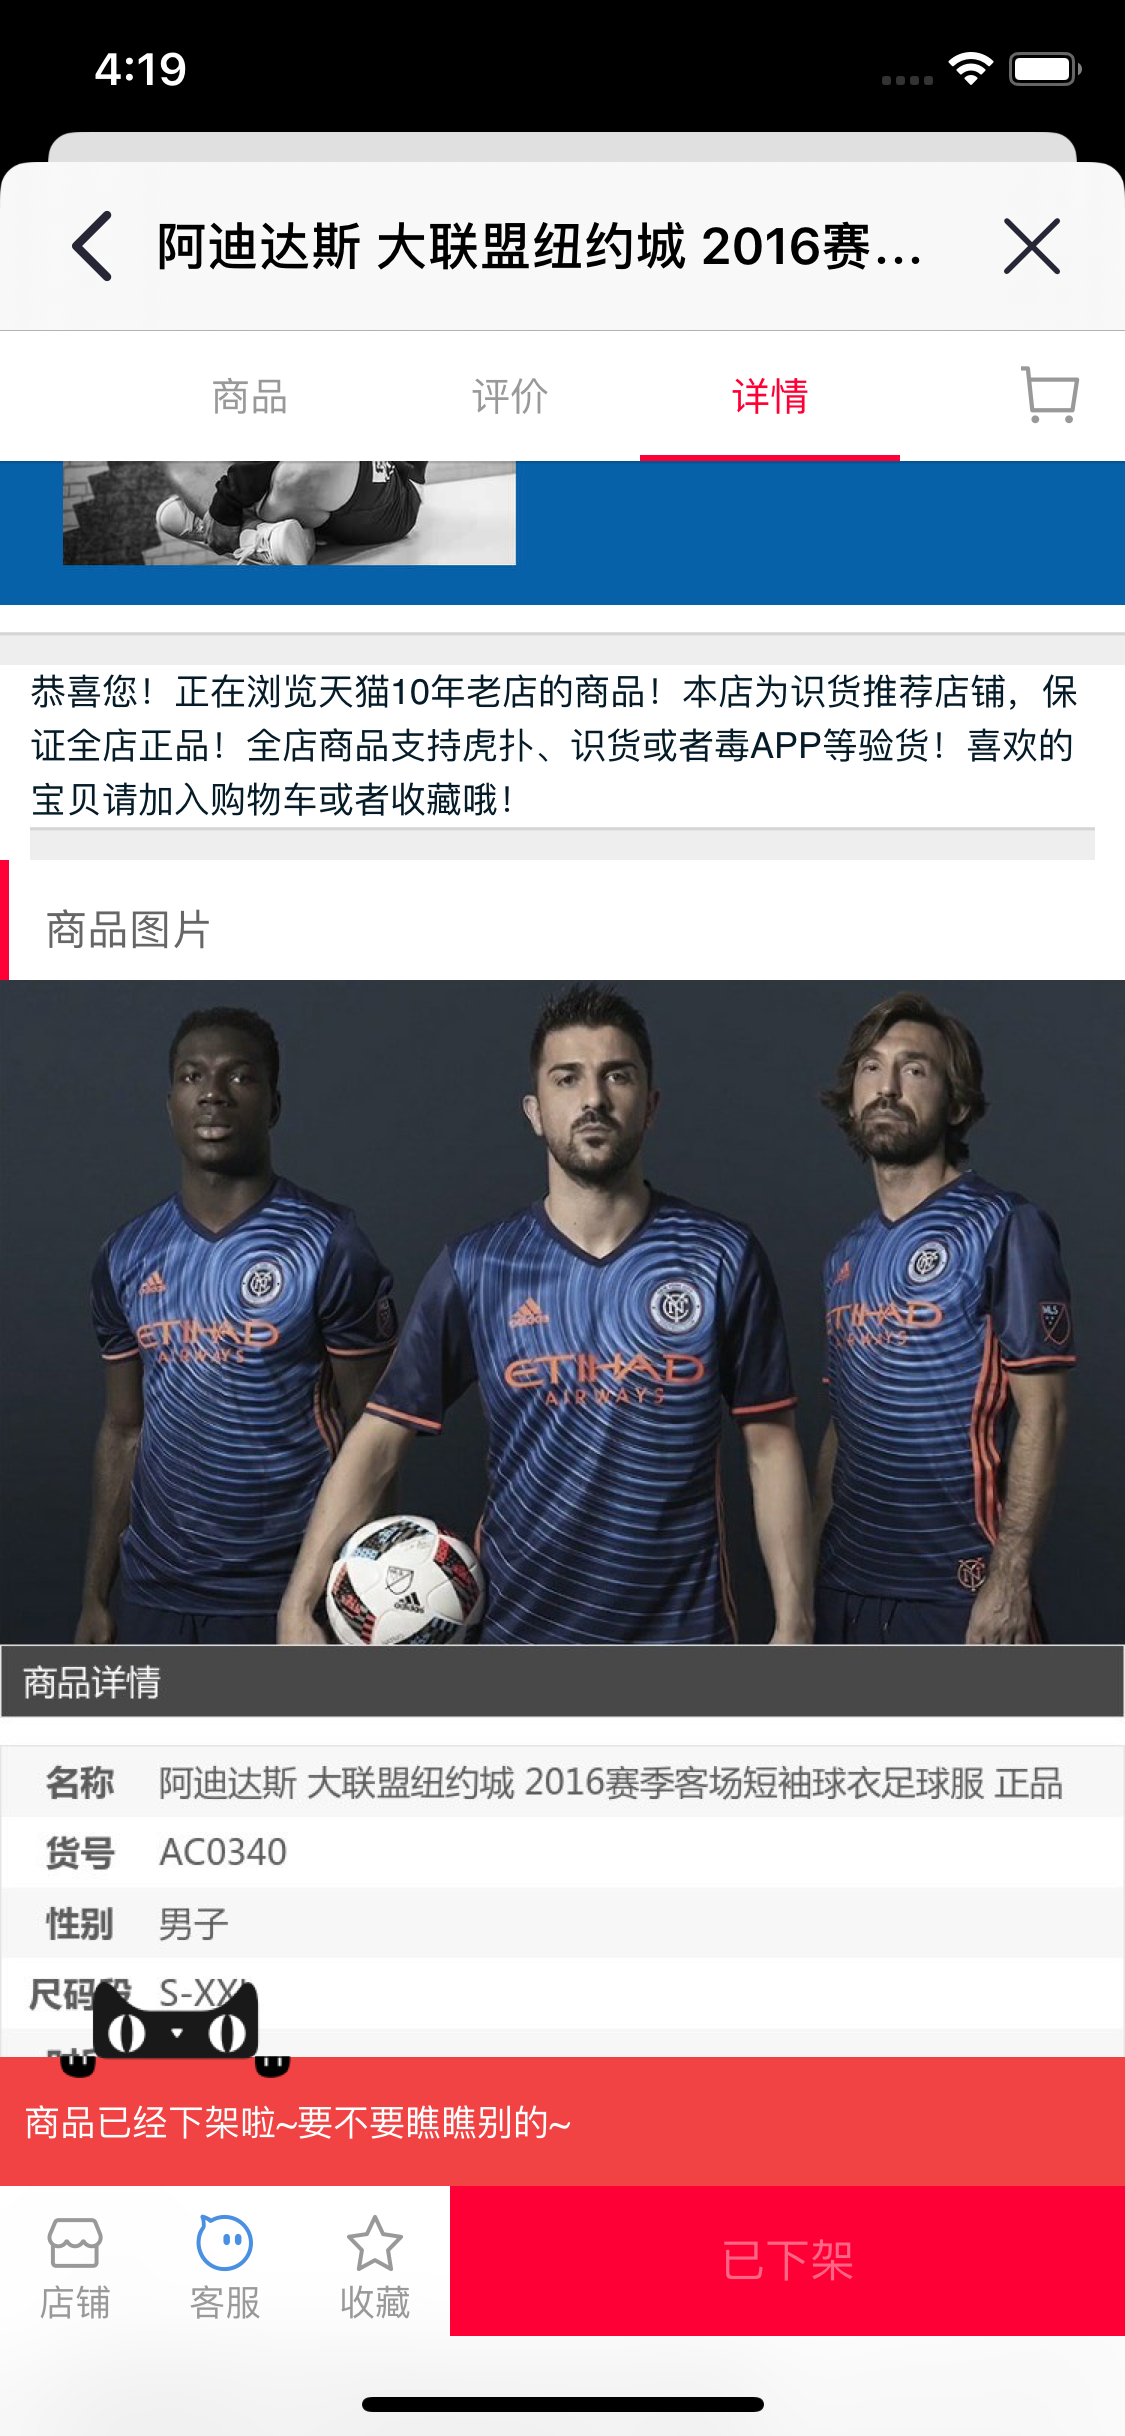 4:19
阿迪达斯 大联盟纽约城 2016赛...
商品
评价
详情
恭喜您！正在浏览天猫10年老店的商品！本店为识货推荐店铺，保
证全店正品！全店商品支持虎扑、识货或者毒APP等验货！喜欢的
宝贝请加入购物车或者收藏哦！
商品图片
adidas
ETIHAD
AIRWAYS
adidas
ETIHAD
AIRWAYS
ETIHAD
AIRWAYS
MLS
adidas
商品详情
名称 阿迪达斯 大联盟纽约城 2016赛季客场短袖球衣足球服 正品
货号 AC0340
性别 男子
尺码段 S-XX
商品已经下架啦~要不要瞧瞧别的~
店铺
客服
收藏
已下架